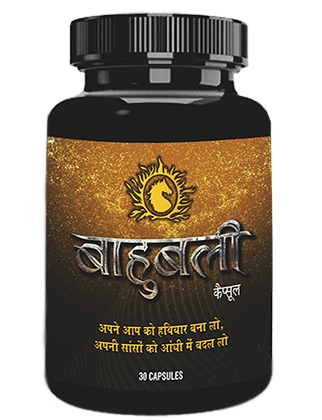 बाहुबली
कैप्सूल
अपने आप को हथियार बना लो,
अपनी सांसों को आंधी में बदल लो
30 CAPSULES